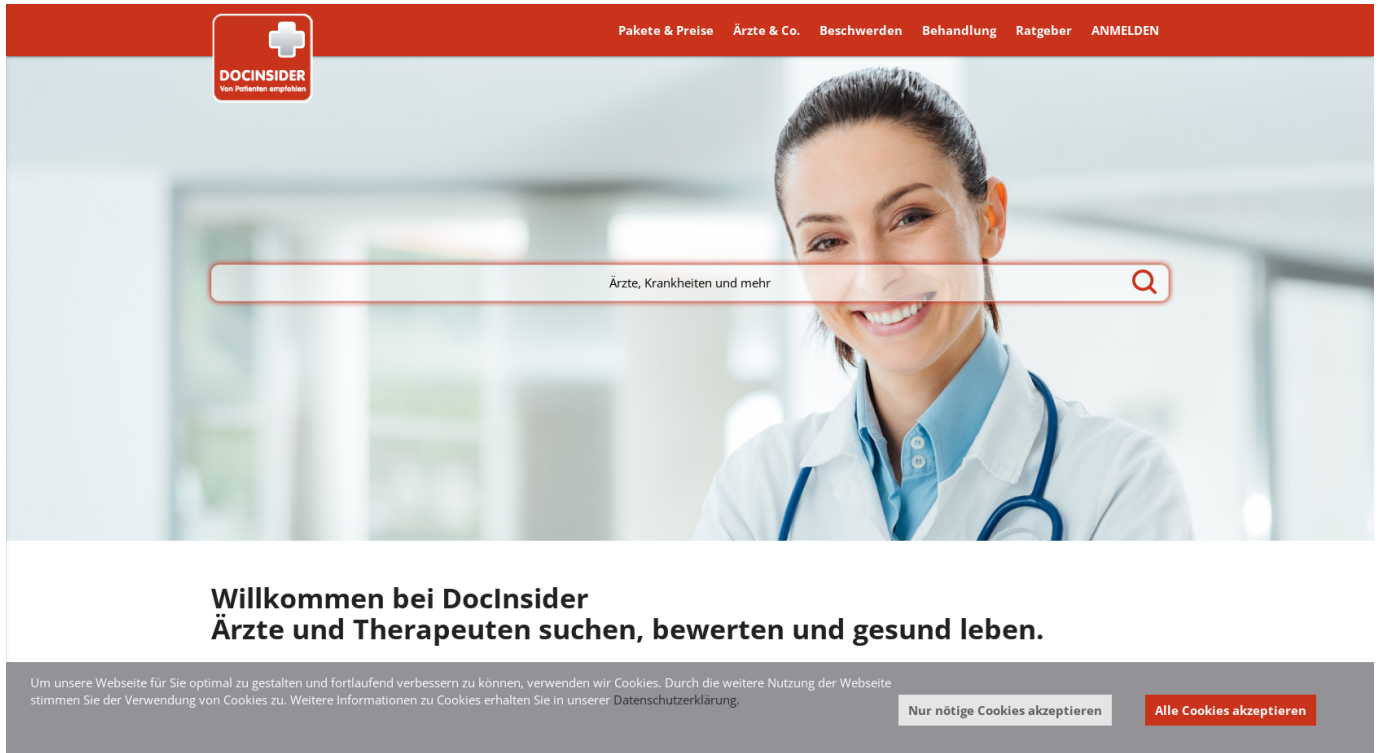 Pakete & Preise Ärzte & Co. Beschwerden Behandlung Ratgeber ANMELDEN
DOCINSIDER
Von Patienten empfohlen
Ärzte, Krankheiten und mehr
Willkommen bei DocInsider
Ärzte und Therapeuten suchen, bewerten und gesund leben.
Um unsere Webseite für Sie optimal zu gestalten und fortlaufend verbessern zu können, verwenden wir Cookies. Durch die weitere Nutzung der Webseite
stimmen Sie der Verwendung von Cookies zu. Weitere Informationen zu Cookies erhalten Sie in unserer Datenschutzerklärung.
Nur nötige Cookies akzeptieren
Alle Cookies akzeptieren